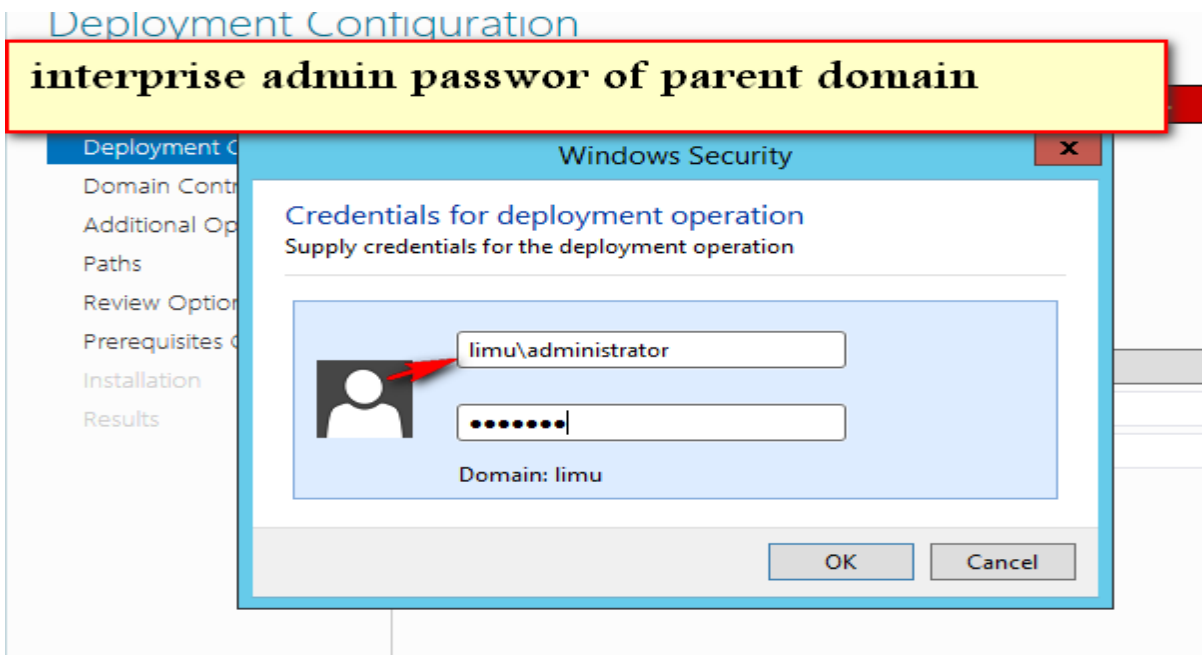 Deployment Configuration
interprise admin passwor of parent domain
Deployment C
Windows Security
x
Domain Contr
Additional Op
Paths
Review Option
Prerequisites
Installation
Results
Credentials for deployment operation
Supply credentials for the deployment operation
limu\administrator
●●●●●●●
Domain: limu
OK
Cancel